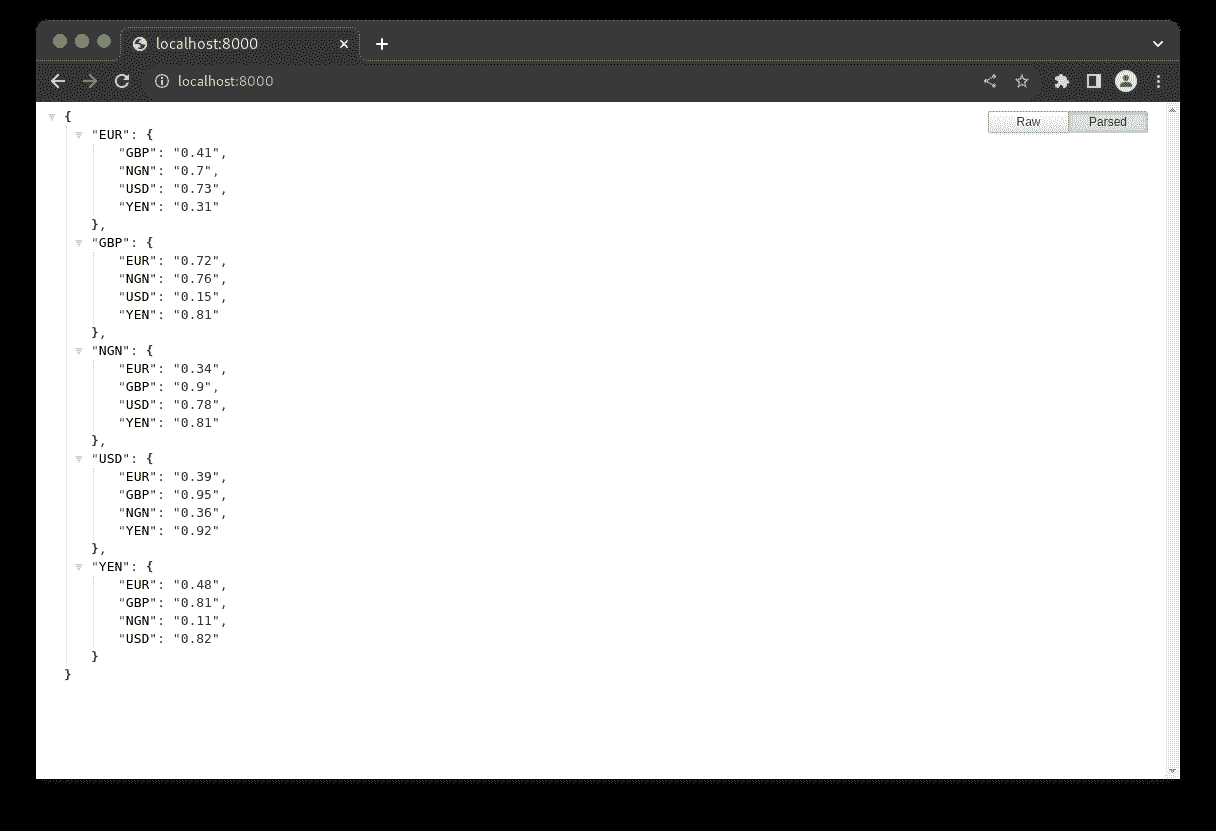 localhost:8000
localhost:8000
Raw Parsed
{
"EUR": {
"GBP": "0.41",
"NGN": "0.7",
"USD": "0.73",
"YEN": "0.31"
},
"GBP": {
"EUR": "0.72",
"NGN": "0.76",
"USD": "0.15",
"YEN": "0.81"
},
"NGN": {
"EUR": "0.34",
"GBP": "0.9",
"USD": "0.78",
"YEN": "0.81"
},
"USD": {
"EUR": "0.39",
"GBP": "0.95",
"NGN": "0.36",
"YEN": "0.92"
},
"YEN": {
"EUR": "0.48",
"GBP": "0.81",
"NGN": "0.11",
"USD": "0.82"
}
}